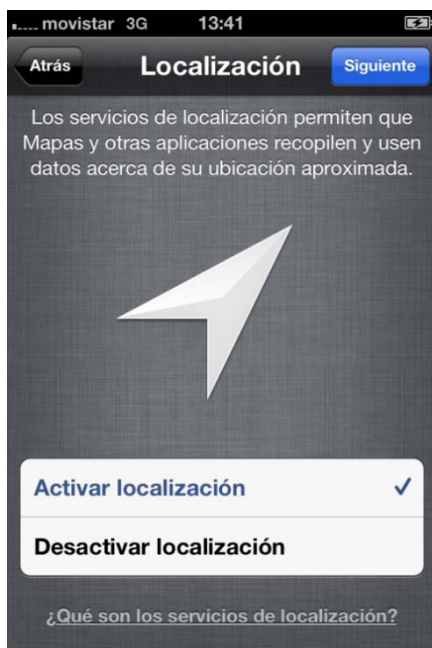 movistar 3G 13:41
Atrás Localización Siguiente
Los servicios de localización permiten que
Mapas y otras aplicaciones recopilen y usen
datos acerca de su ubicación aproximada.
Activar localización
Desactivar localización
¿Qué son los servicios de localización?